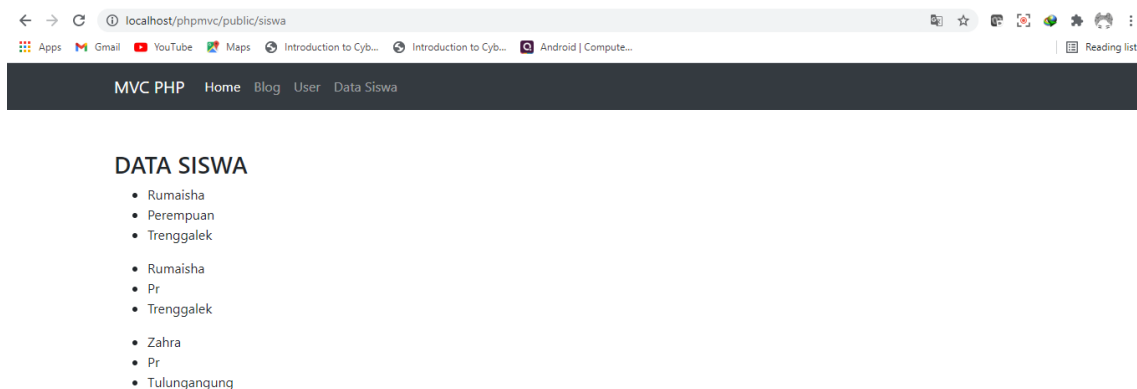 localhost/phpmvc/public/siswa
Apps Gmail YouTube Maps Introduction to Cyb... Introduction to Cyb... Android | Compute... Reading list
MVC PHP Home Blog User Data Siswa
DATA SISWA
Rumaisha
Perempuan
Trenggalek
Rumaisha
Pr
Trenggalek
Zahra
Pr
Tulungangung